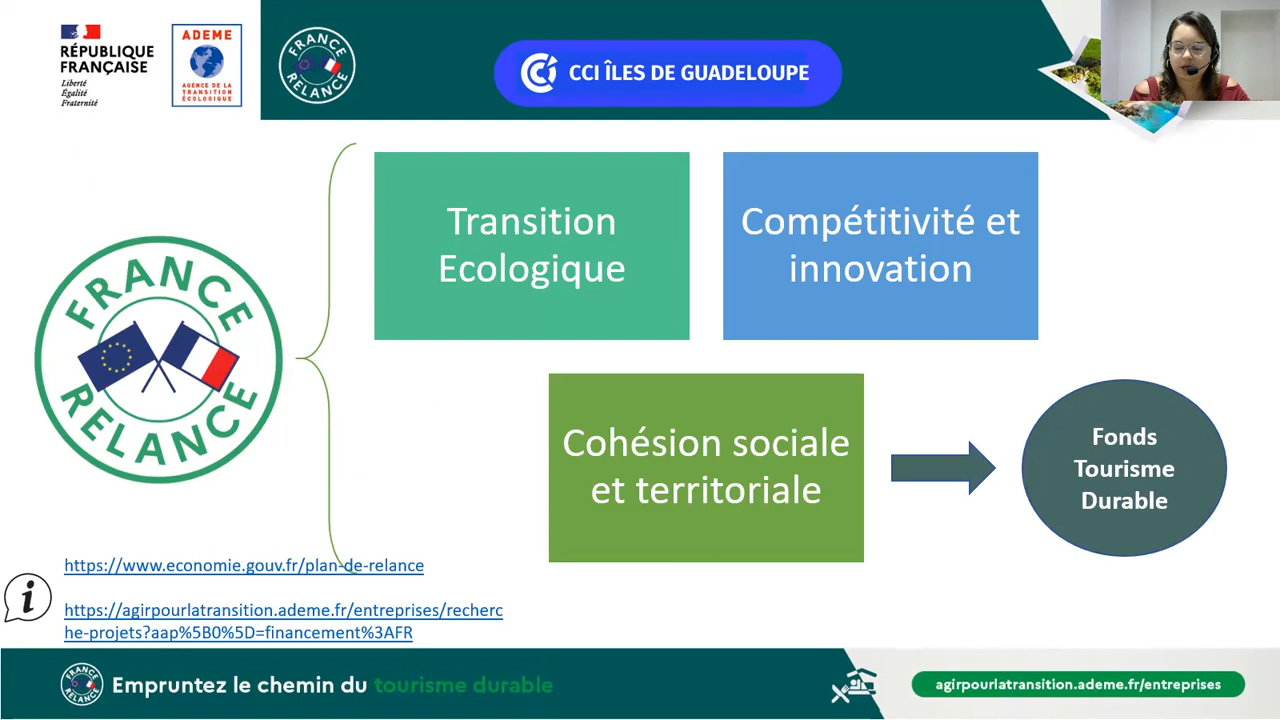 RÉPUBLIQUE
FRANÇAISE
Liberté
Égalité
Fraternité
ADEME
AGENCE DE LA
TRANSITION
ÉCOLOGIQUE
FRANCE
RELANCE
CCI ÎLES DE GUADELOUPE
Transition
Ecologique
Compétitivité et
innovation
FRANCE
RELANCE
Cohésion sociale
et territoriale
Fonds
Tourisme
Durable
https://www.economie.gouv.fr/plan-de-relance
i
https://agirpourlatransition.ademe.fr/entreprises/recherc
he-projets?aap%5B0%5D=financement%3AFR
FRANCE
RELANCE
Empruntez le chemin du tourisme durable
agirpourlatransition.ademe.fr/entreprises